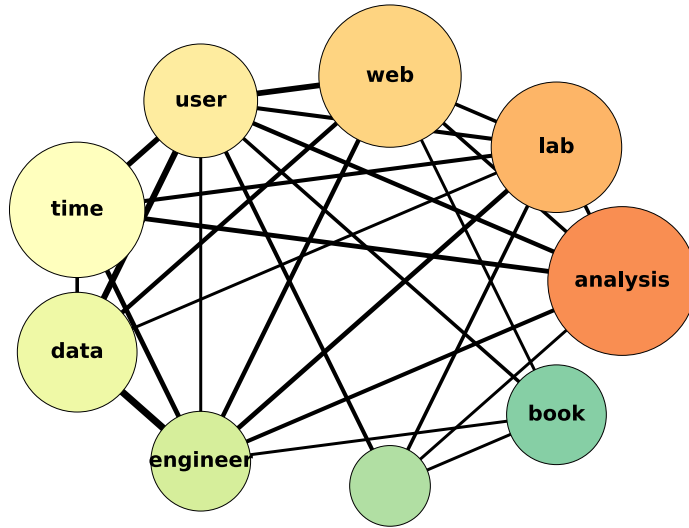 web
user
lab
time
analysis
data
book
engineer